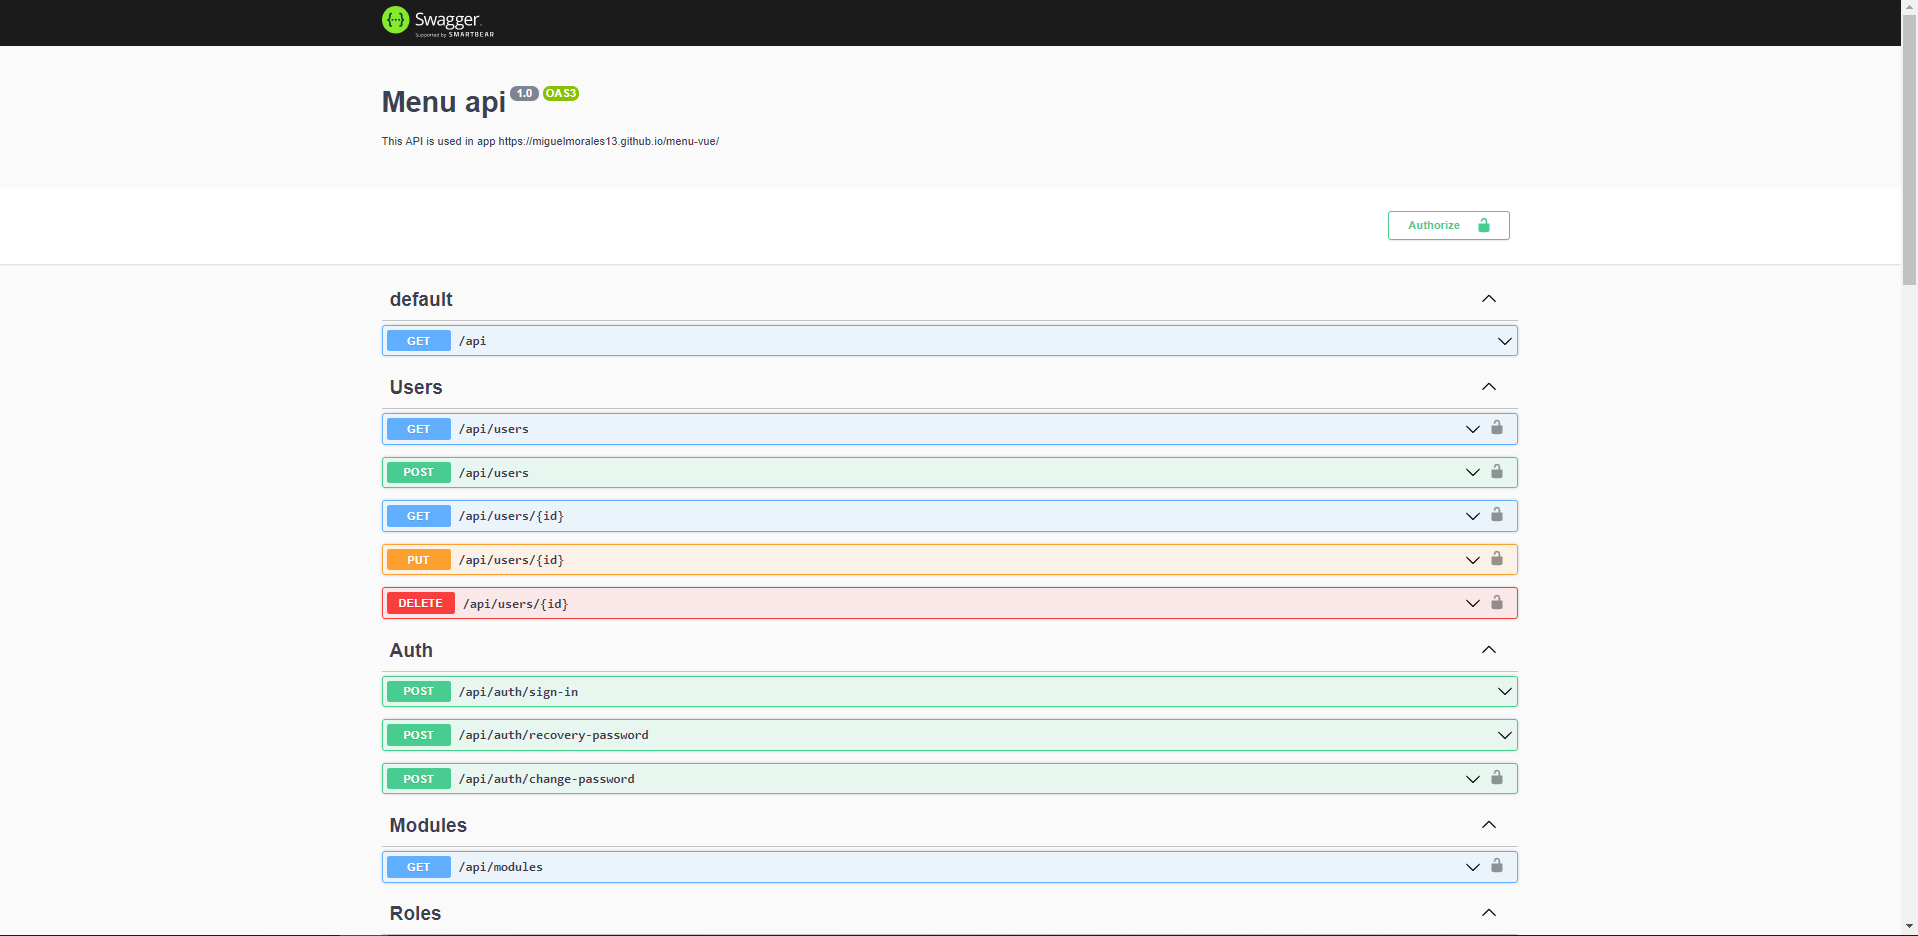 Swagger.
Supported by SMARTBEAR
Menu api 1.0 OAS3
This API is used in app https://miguelmorales13.github.io/menu-vue/
Authorize
default
GET /api
Users
GET /api/users
POST /api/users
GET /api/users/{id}
PUT /api/users/{id}
DELETE /api/users/{id}
Auth
POST /api/auth/sign-in
POST /api/auth/recovery-password
POST /api/auth/change-password
Modules
GET /api/modules
Roles